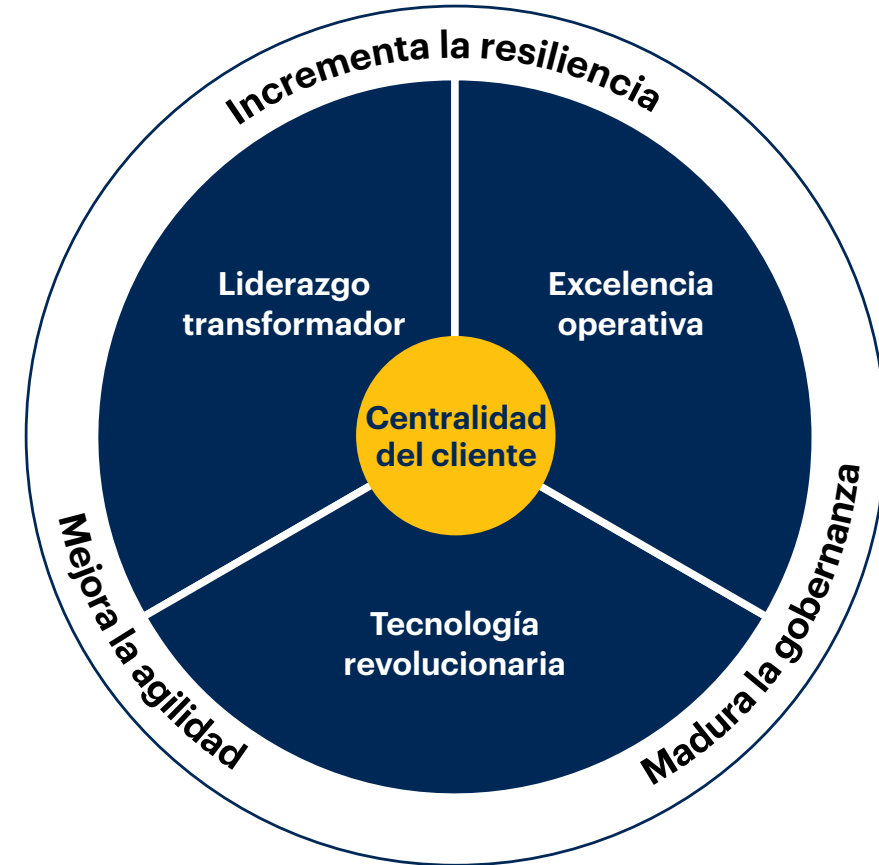 Incrementa la resiliencia
Liderazgo
transformador
Excelencia
operativa
Centralidad
del cliente
Tecnología
revolucionaria
Mejora la agilidad
Madura la gobernanza